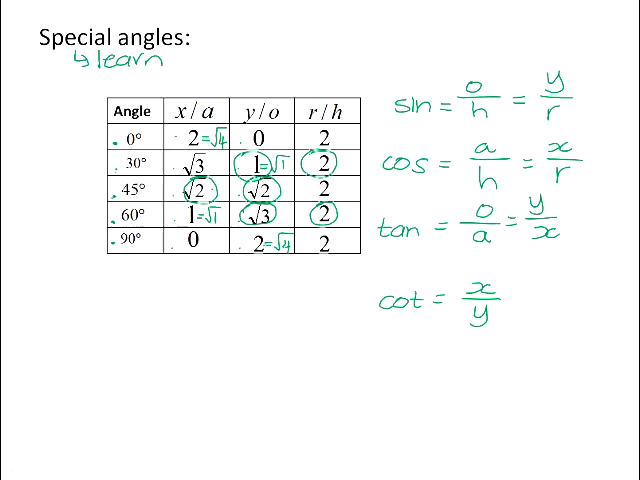 Special angles:
↳ learn
Angle x / a y / o r / h
0° 2 = √4 0 2
30° √3 1 = √1 2
45° √2 √2 2
60° 1 = √1 √3 2
90° 0 2 = √4 2
sin = o/h = y/r
cos = a/h = x/r
tan = o/a = y/x
cot = x/y